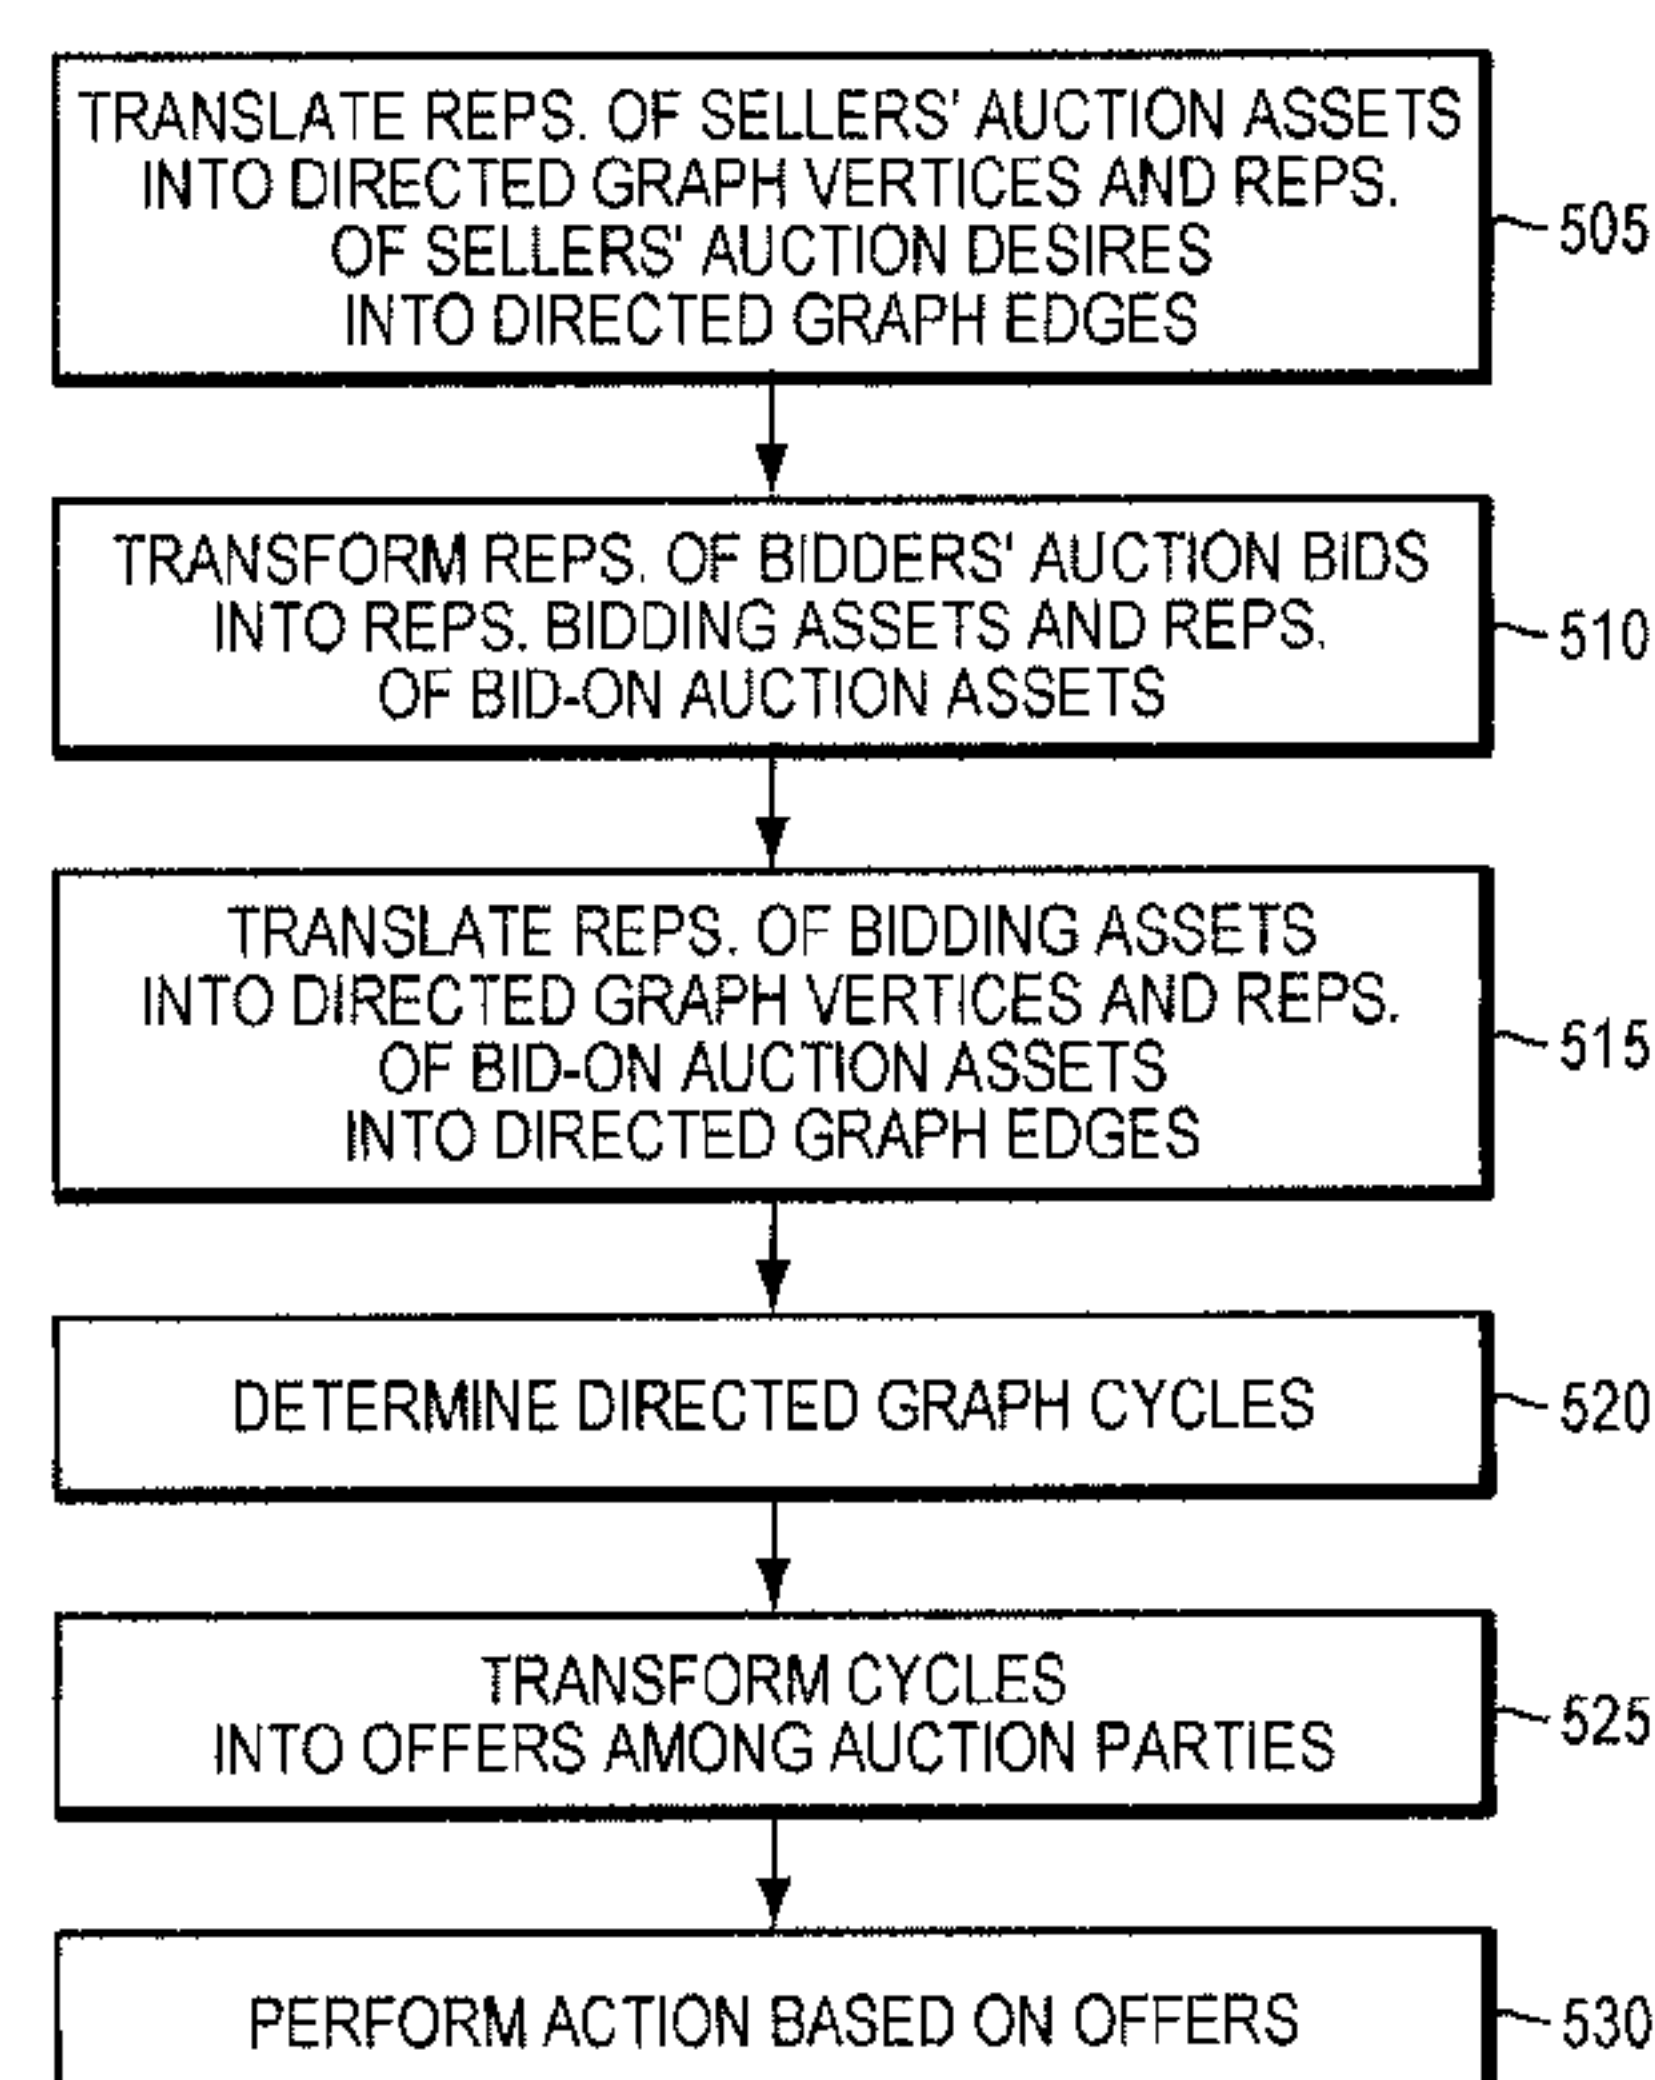 TRANSLATE REPS. OF SELLERS' AUCTION ASSETS
INTO DIRECTED GRAPH VERTICES AND REPS.
OF SELLERS' AUCTION DESIRES
INTO DIRECTED GRAPH EDGES
505
TRANSFORM REPS. OF BIDDERS' AUCTION BIDS
INTO REPS. BIDDING ASSETS AND REPS.
OF BID-ON AUCTION ASSETS
510
TRANSLATE REPS. OF BIDDING ASSETS
INTO DIRECTED GRAPH VERTICES AND REPS.
OF BID-ON AUCTION ASSETS
INTO DIRECTED GRAPH EDGES
515
DETERMINE DIRECTED GRAPH CYCLES
520
TRANSFORM CYCLES
INTO OFFERS AMONG AUCTION PARTIES
525
PERFORM ACTION BASED ON OFFERS
530